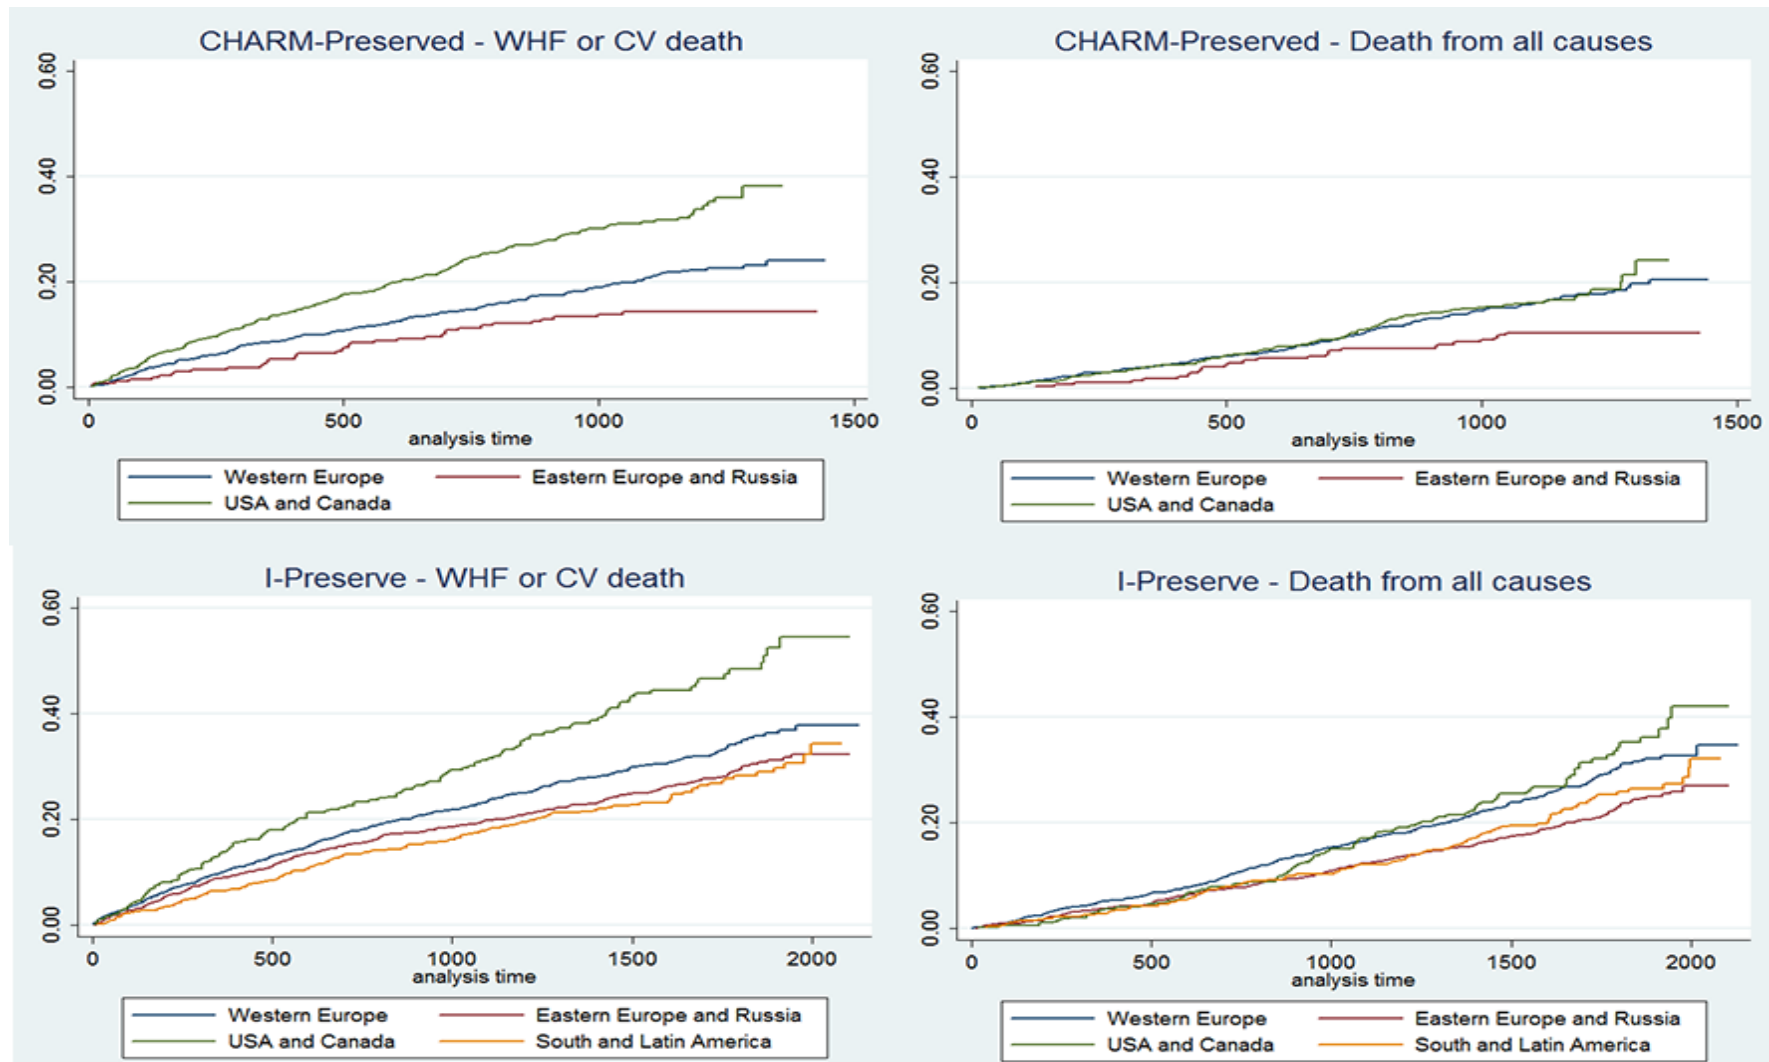 CHARM-Preserved - WHF or CV death
0.60
0.40
0.20
0.00
0 500 1000 1500
analysis time
Western Europe Eastern Europe and Russia
USA and Canada
CHARM-Preserved - Death from all causes
0.60
0.40
0.20
0.00
0 500 1000 1500
analysis time
Western Europe Eastern Europe and Russia
USA and Canada
I-Preserve - WHF or CV death
0.60
0.40
0.20
0.00
0 500 1000 1500 2000
analysis time
Western Europe Eastern Europe and Russia
USA and Canada South and Latin America
I-Preserve - Death from all causes
0.60
0.40
0.20
0.00
0 500 1000 1500 2000
analysis time
Western Europe Eastern Europe and Russia
USA and Canada South and Latin America